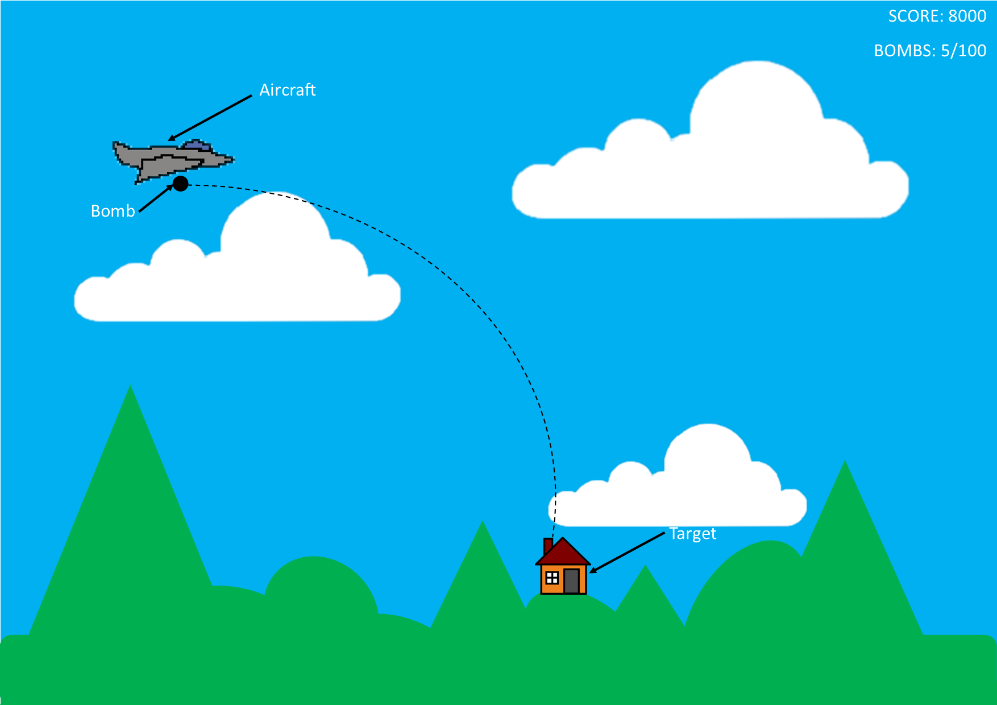 SCORE: 8000
BOMBS: 5/100
Aircraft
Bomb
Target